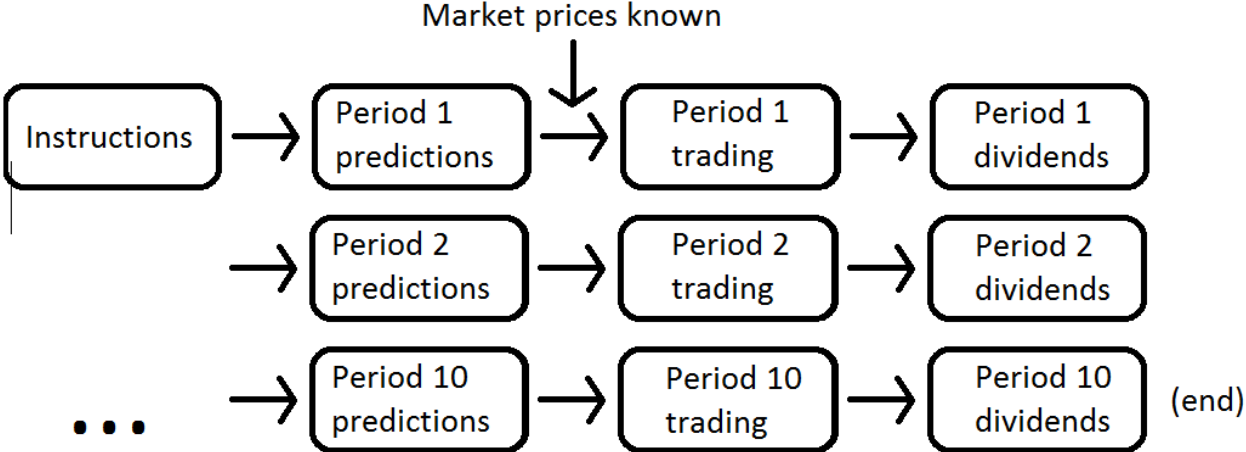 Market prices known
Instructions
Period 1
predictions
Period 1
trading
Period 1
dividends
Period 2
predictions
Period 2
trading
Period 2
dividends
...
Period 10
predictions
Period 10
trading
Period 10
dividends
(end)